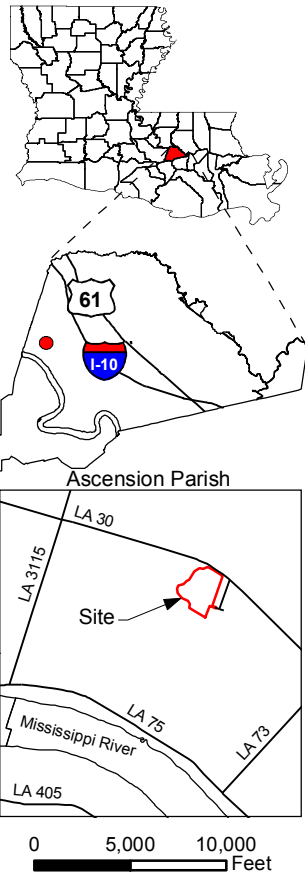 61
I-10
Ascension Parish
LA 30
LA 3115
Site
LA 75
Mississippi River
LA 73
LA 405
0 5,000 10,000
Feet